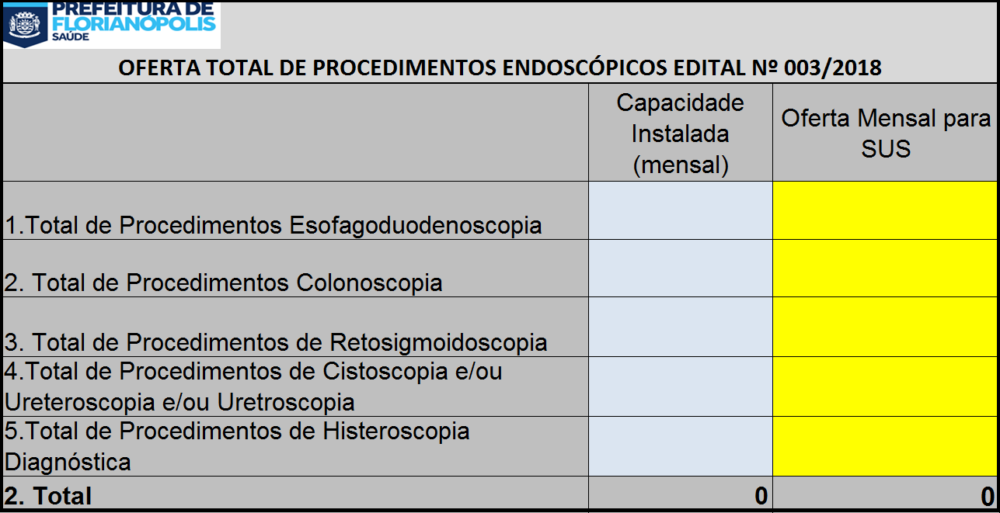 PREFEITURA DE
FLORIANÓPOLIS
SAÚDE
OFERTA TOTAL DE PROCEDIMENTOS ENDOSCÓPICOS EDITAL Nº 003/2018
Capacidade
Instalada
(mensal)
Oferta Mensal para
SUS
1.Total de Procedimentos Esofagoduodenoscopia
2. Total de Procedimentos Colonoscopia
3. Total de Procedimentos de Retosigmoidoscopia
4.Total de Procedimentos de Cistoscopia e/ou
Ureteroscopia e/ou Uretroscopia
5.Total de Procedimentos de Histeroscopia
Diagnóstica
2. Total 0 0